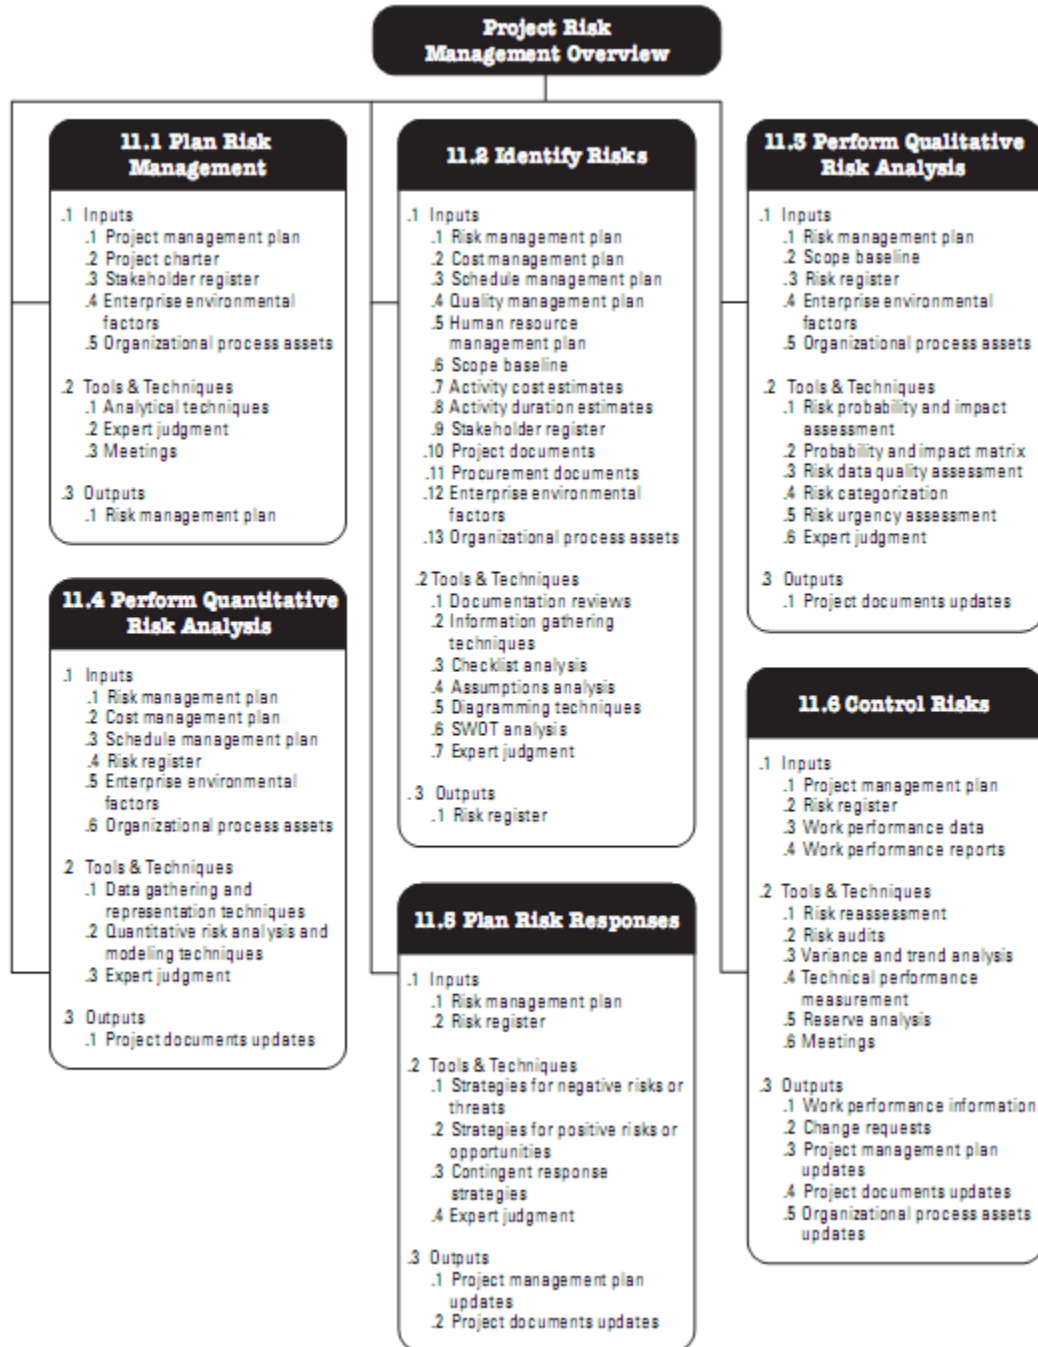 Project Risk
Management Overview
11.1 Plan Risk
Management
.1 Inputs
.1 Project management plan
.2 Project charter
.3 Stakeholder register
.4 Enterprise environmental
factors
.5 Organizational process assets
.2 Tools & Techniques
.1 Analytical techniques
.2 Expert judgment
.3 Meetings
.3 Outputs
.1 Risk management plan
11.2 Identify Risks
.1 Inputs
.1 Risk management plan
.2 Cost management plan
.3 Schedule management plan
.4 Quality management plan
.5 Human resource
management plan
.6 Scope baseline
.7 Activity cost estimates
.8 Activity duration estimates
.9 Stakeholder register
.10 Project documents
.11 Procurement documents
.12 Enterprise environmental
factors
.13 Organizational process assets
.2 Tools & Techniques
.1 Documentation reviews
.2 Information gathering
techniques
.3 Checklist analysis
.4 Assumptions analysis
.5 Diagramming techniques
.6 SWOT analysis
.7 Expert judgment
.3 Outputs
.1 Risk register
11.3 Perform Qualitative
Risk Analysis
.1 Inputs
.1 Risk management plan
.2 Scope baseline
.3 Risk register
.4 Enterprise environmental
factors
.5 Organizational process assets
.2 Tools & Techniques
.1 Risk probability and impact
assessment
.2 Probability and impact matrix
.3 Risk data quality assessment
.4 Risk categorization
.5 Risk urgency assessment
.6 Expert judgment
.3 Outputs
.1 Project documents updates
11.4 Perform Quantitative
Risk Analysis
.1 Inputs
.1 Risk management plan
.2 Cost management plan
.3 Schedule management plan
.4 Risk register
.5 Enterprise environmental
factors
.6 Organizational process assets
.2 Tools & Techniques
.1 Data gathering and
representation techniques
.2 Quantitative risk analysis and
modeling techniques
.3 Expert judgment
.3 Outputs
.1 Project documents updates
11.5 Plan Risk Responses
.1 Inputs
.1 Risk management plan
.2 Risk register
.2 Tools & Techniques
.1 Strategies for negative risks or
threats
.2 Strategies for positive risks or
opportunities
.3 Contingent response
strategies
.4 Expert judgment
.3 Outputs
.1 Project management plan
updates
.2 Project documents updates
11.6 Control Risks
.1 Inputs
.1 Project management plan
.2 Risk register
.3 Work performance data
.4 Work performance reports
.2 Tools & Techniques
.1 Risk reassessment
.2 Risk audits
.3 Variance and trend analysis
.4 Technical performance
measurement
.5 Reserve analysis
.6 Meetings
.3 Outputs
.1 Work performance information
.2 Change requests
.3 Project management plan
updates
.4 Project documents updates
.5 Organizational process assets
updates